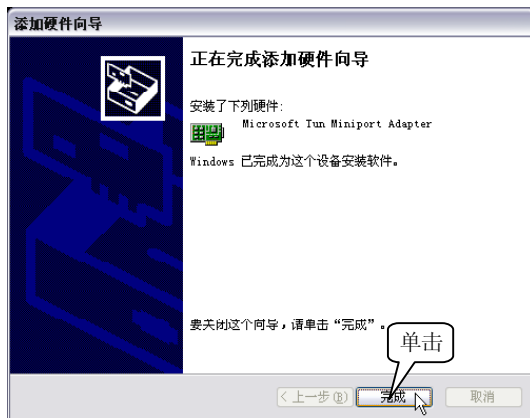 添加硬件向导
正在完成添加硬件向导
安装了下列硬件:
Microsoft Tun Miniport Adapter
Windows 已完成为这个设备安装软件。
要关闭这个向导，请单击“完成”。
单击
<上一步(B)
完成
取消